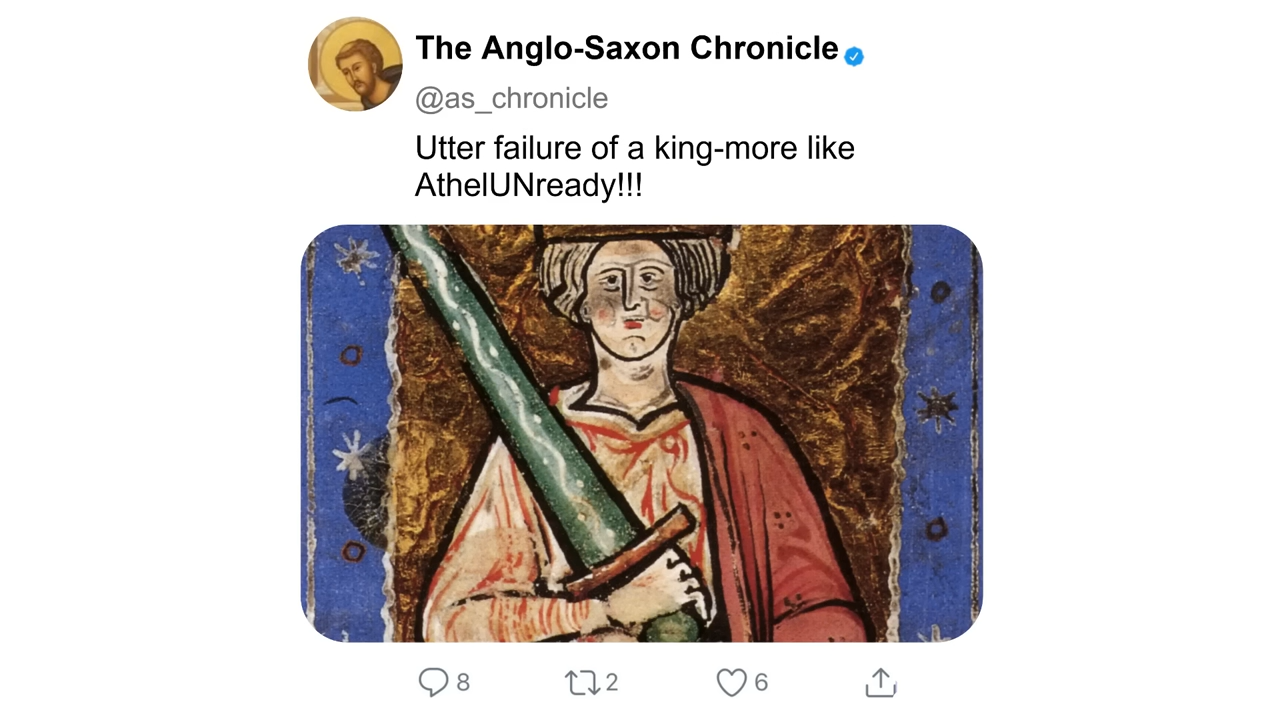 The Anglo-Saxon Chronicle
@as_chronicle
Utter failure of a king-more like
AthelUNready!!!
8 2 6